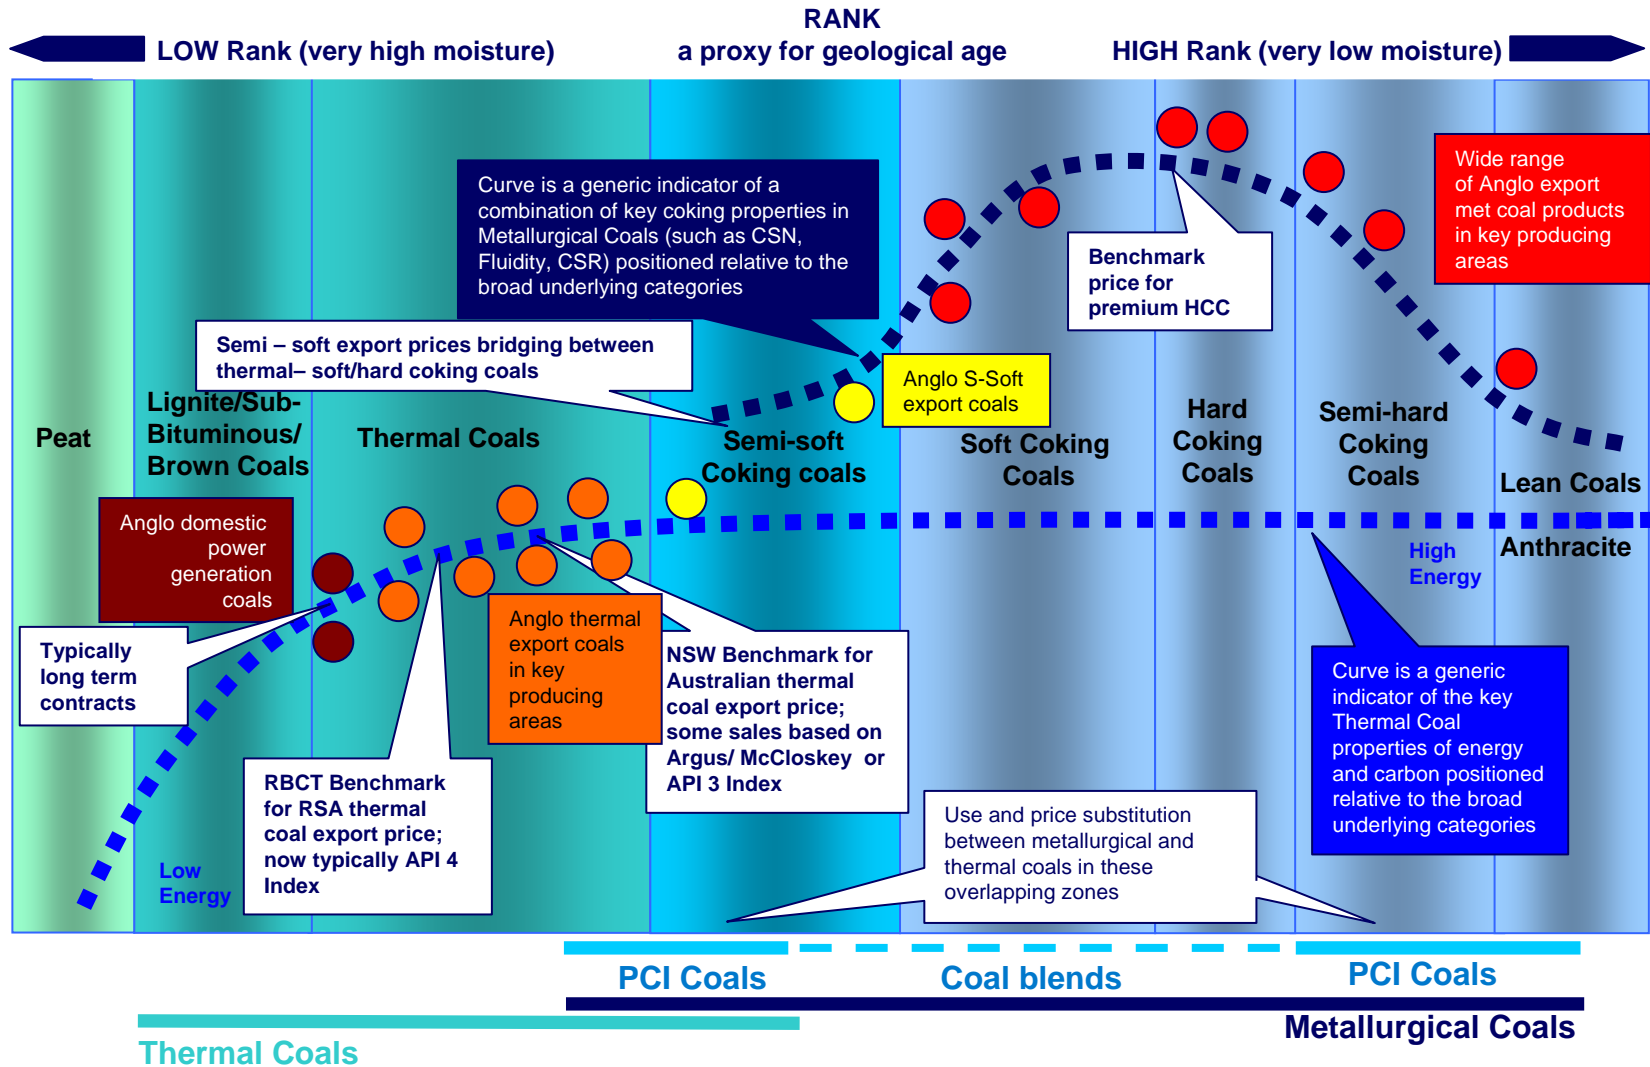 RANK
LOW Rank (very high moisture)
a proxy for geological age
HIGH Rank (very low moisture)
Curve is a generic indicator of a
combination of key coking properties in
Metallurgical Coals (such as CSN,
Fluidity, CSR) positioned relative to the
broad underlying categories
Wide range
of Anglo export
met coal products
in key producing
areas
Benchmark
price for
premium HCC
Semi – soft export prices bridging between
thermal– soft/hard coking coals
Anglo S-Soft
export coals
Peat
Lignite/Sub-
Bituminous/
Brown Coals
Thermal Coals
Semi-soft
Coking coals
Soft Coking
Coals
Hard
Coking
Coals
Semi-hard
Coking
Coals
Lean Coals
Anthracite
Anglo domestic
power
generation
coals
High
Energy
Typically
long term
contracts
Anglo thermal
export coals
in key
producing
areas
NSW Benchmark for
Australian thermal
coal export price;
some sales based on
Argus/ McCloskey or
API 3 Index
Curve is a generic
indicator of the key
Thermal Coal
properties of energy
and carbon positioned
relative to the broad
underlying categories
RBCT Benchmark
for RSA thermal
coal export price;
now typically API 4
Index
Use and price substitution
between metallurgical and
thermal coals in these
overlapping zones
Low
Energy
PCI Coals
Coal blends
PCI Coals
Metallurgical Coals
Thermal Coals